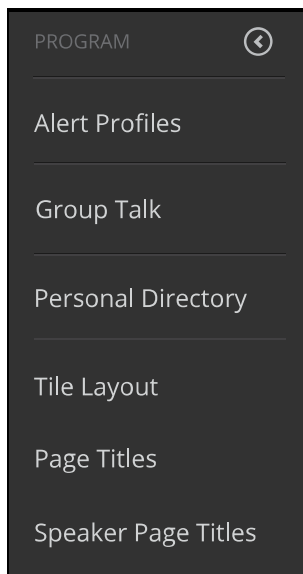 PROGRAM
Alert Profiles
Group Talk
Personal Directory
Tile Layout
Page Titles
Speaker Page Titles